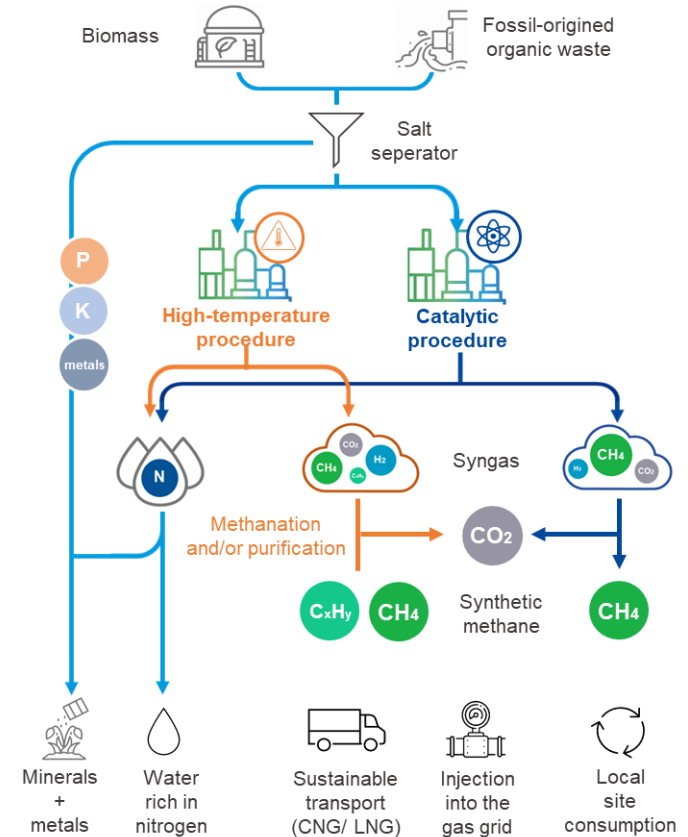 Biomass
Fossil-origined
organic waste
Salt
seperator
P
K
metals
High-temperature
procedure
Catalytic
procedure
N
CO₂
CH₄
H₂
CₓHᵧ
Syngas
H₂
CH₄
CO₂
Methanation
and/or purification
CO₂
CₓHᵧ
CH₄
Synthetic
methane
CH₄
Minerals
+
metals
Water
rich in
nitrogen
Sustainable
transport
(CNG/ LNG)
Injection
into the
gas grid
Local
site
consumption